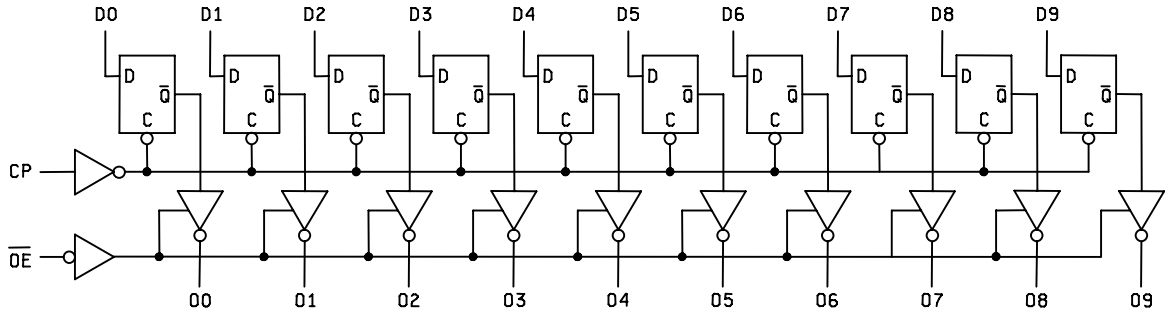 D0 D1 D2 D3 D4 D5 D6 D7 D8 D9
D D D D D D D D D D
Q̅ Q̅ Q̅ Q̅ Q̅ Q̅ Q̅ Q̅ Q̅ Q̅
C C C C C C C C C C
CP
O̅E̅
O0 O1 O2 O3 O4 O5 O6 O7 O8 O9